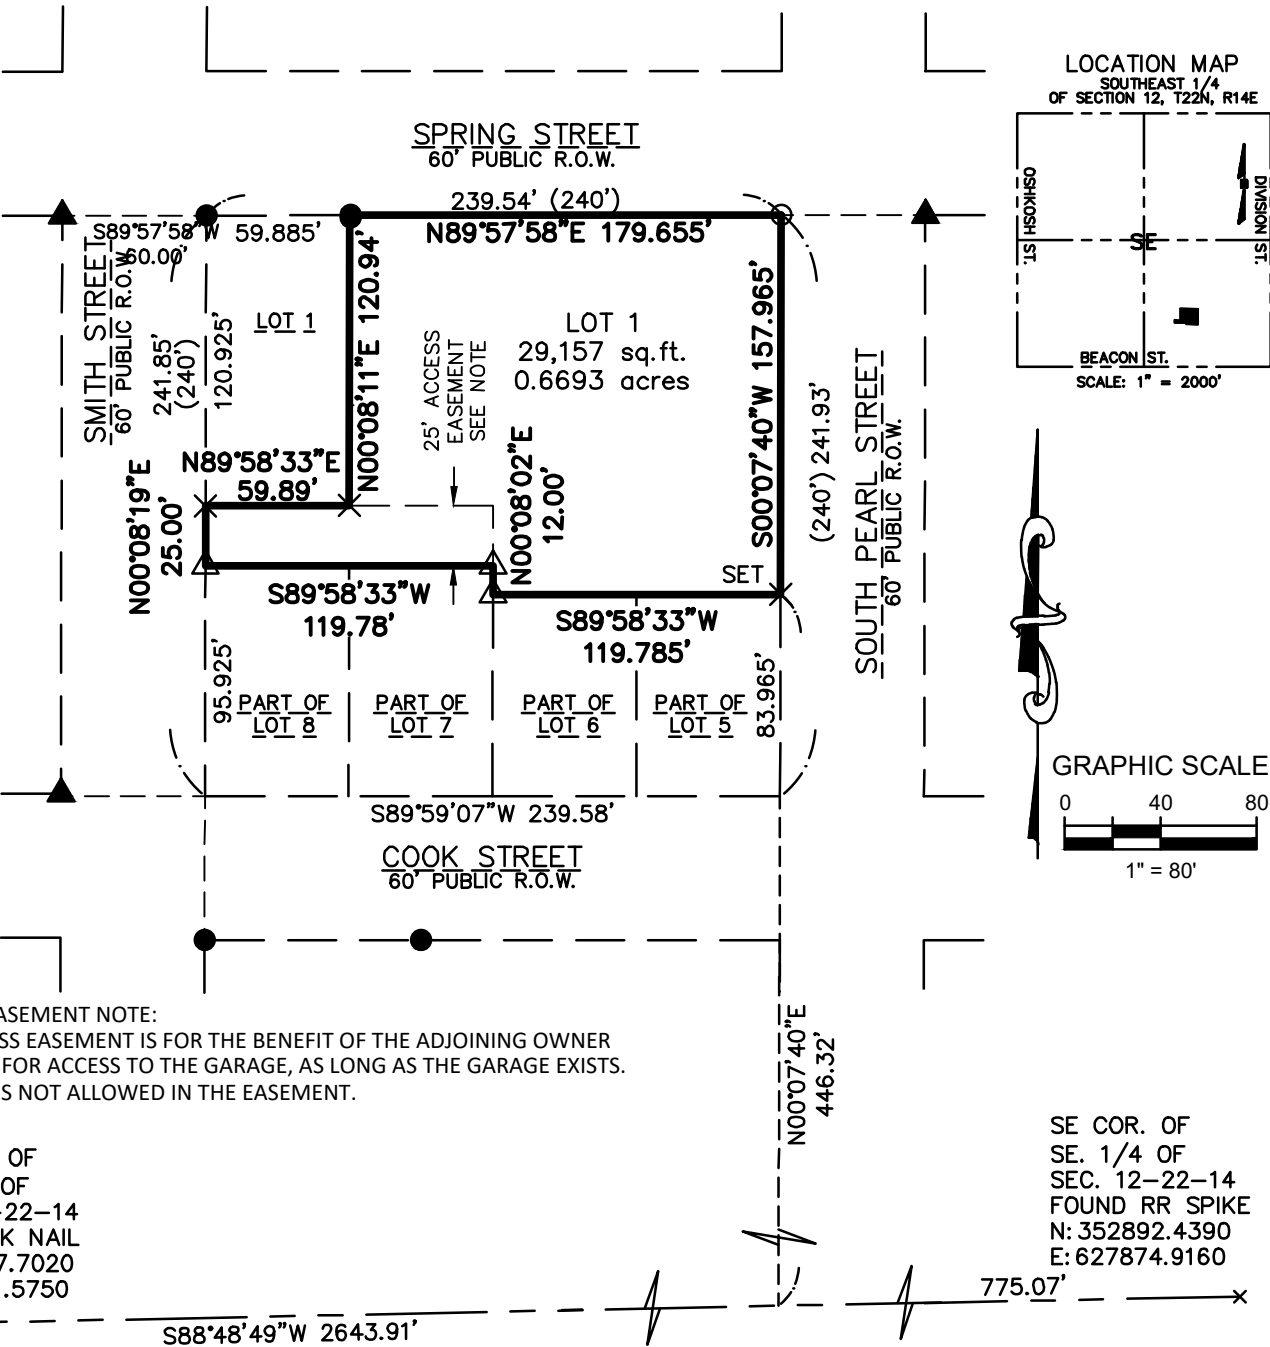 LOCATION MAP
SOUTHEAST 1/4
OF SECTION 12, T22N, R14E
OSHKOSH ST.
DIVISION ST.
SE
BEACON ST.
SCALE: 1" = 2000'
SPRING STREET
60' PUBLIC R.O.W.
239.54' (240')
N89°57'58"E 179.655'
S89°57'58"W
60.00'
59.885'
SMITH STREET
60' PUBLIC R.O.W.
241.85'
(240')
120.925'
LOT 1
N00°08'11"E 120.94'
25' ACCESS
EASEMENT
SEE NOTE
LOT 1
29,157 sq.ft.
0.6693 acres
S00°07'40"W 157.965'
(240') 241.93'
SOUTH PEARL STREET
60' PUBLIC R.O.W.
N89°58'33"E
59.89'
N00°08'19"E
25.00'
N00°08'02"E
12.00'
SET
S89°58'33"W
119.78'
S89°58'33"W
119.785'
95.925'
PART OF
LOT 8
PART OF
LOT 7
PART OF
LOT 6
PART OF
LOT 5
83.965'
S89°59'07"W 239.58'
COOK STREET
60' PUBLIC R.O.W.
GRAPHIC SCALE
0 40 80
1" = 80'
ASEMENT NOTE:
SS EASEMENT IS FOR THE BENEFIT OF THE ADJOINING OWNER
FOR ACCESS TO THE GARAGE, AS LONG AS THE GARAGE EXISTS.
S NOT ALLOWED IN THE EASEMENT.
N00°07'40"E
446.32'
OF
OF
-22-14
K NAIL
7.7020
.5750
SE COR. OF
SE. 1/4 OF
SEC. 12-22-14
FOUND RR SPIKE
N: 352892.4390
E: 627874.9160
775.07'
S88°48'49"W 2643.91'